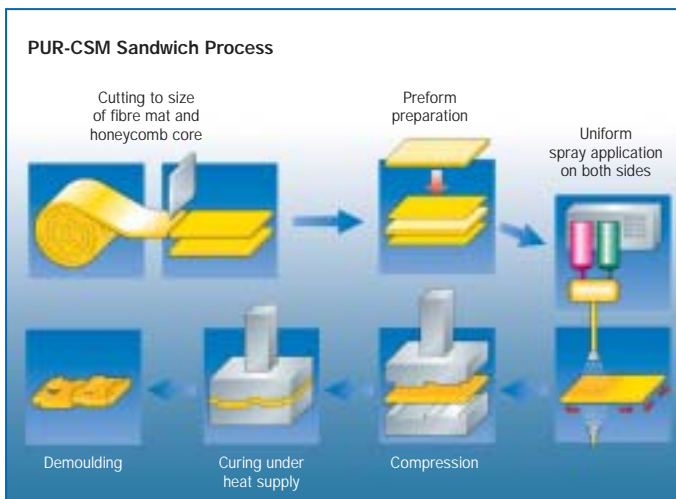 PUR-CSM Sandwich Process
Cutting to size
of fibre mat and
honeycomb core
Preform
preparation
Uniform
spray application
on both sides
Demoulding
Curing under
heat supply
Compression